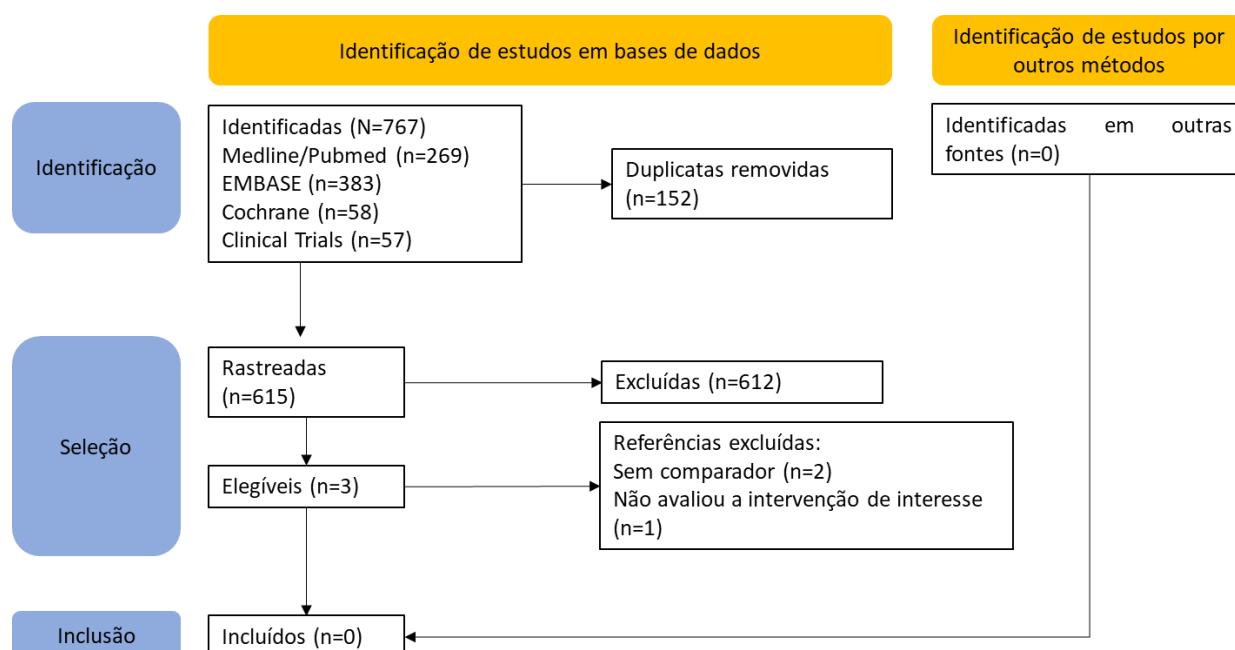 Identificação de estudos em bases de dados
Identificação de estudos por
outros métodos
Identificação
Identificadas (N=767)
Medline/Pubmed (n=269)
EMBASE (n=383)
Cochrane (n=58)
Clinical Trials (n=57)
Duplicatas removidas
(n=152)
Identificadas em outras
fontes (n=0)
Seleção
Rastreadas
(n=615)
Excluídas (n=612)
Elegíveis (n=3)
Referências excluídas:
Sem comparador (n=2)
Não avaliou a intervenção de interesse
(n=1)
Inclusão
Incluídos (n=0)